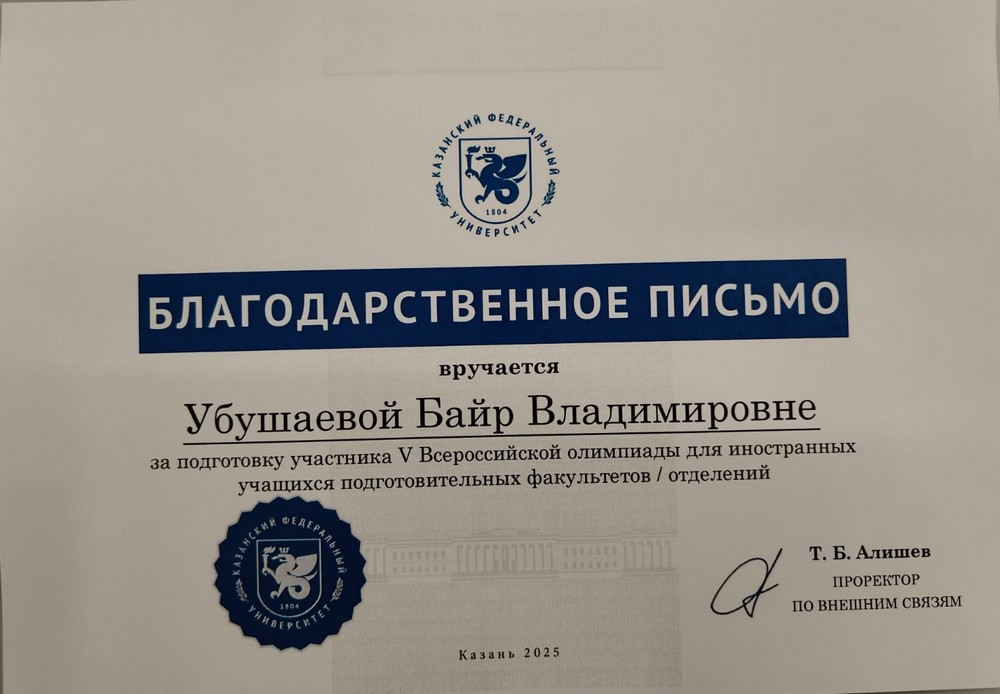 КАЗАНСКИЙ ФЕДЕРАЛЬНЫЙ
УНИВЕРСИТЕТ
1804
БЛАГОДАРСТВЕННОЕ ПИСЬМО
вручается
Убушаевой Байр Владимировне
за подготовку участника V Всероссийской олимпиады для иностранных
учащихся подготовительных факультетов / отделений
КАЗАНСКИЙ ФЕДЕРАЛЬНЫЙ
УНИВЕРСИТЕТ
1804
Т. Б. Алишев
ПРОРЕКТОР
ПО ВНЕШНИМ СВЯЗЯМ
Казань 2025